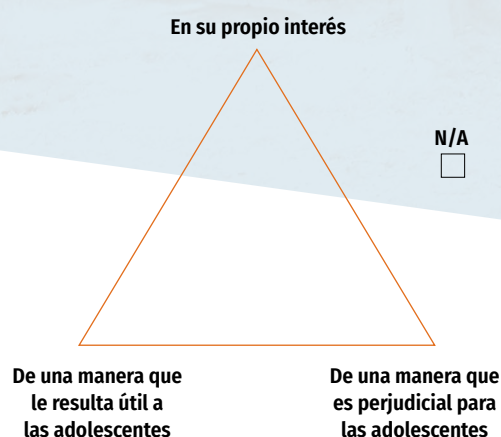 En su propio interés
N/A
De una manera que
le resulta útil a
las adolescentes
De una manera que
es perjudicial para
las adolescentes